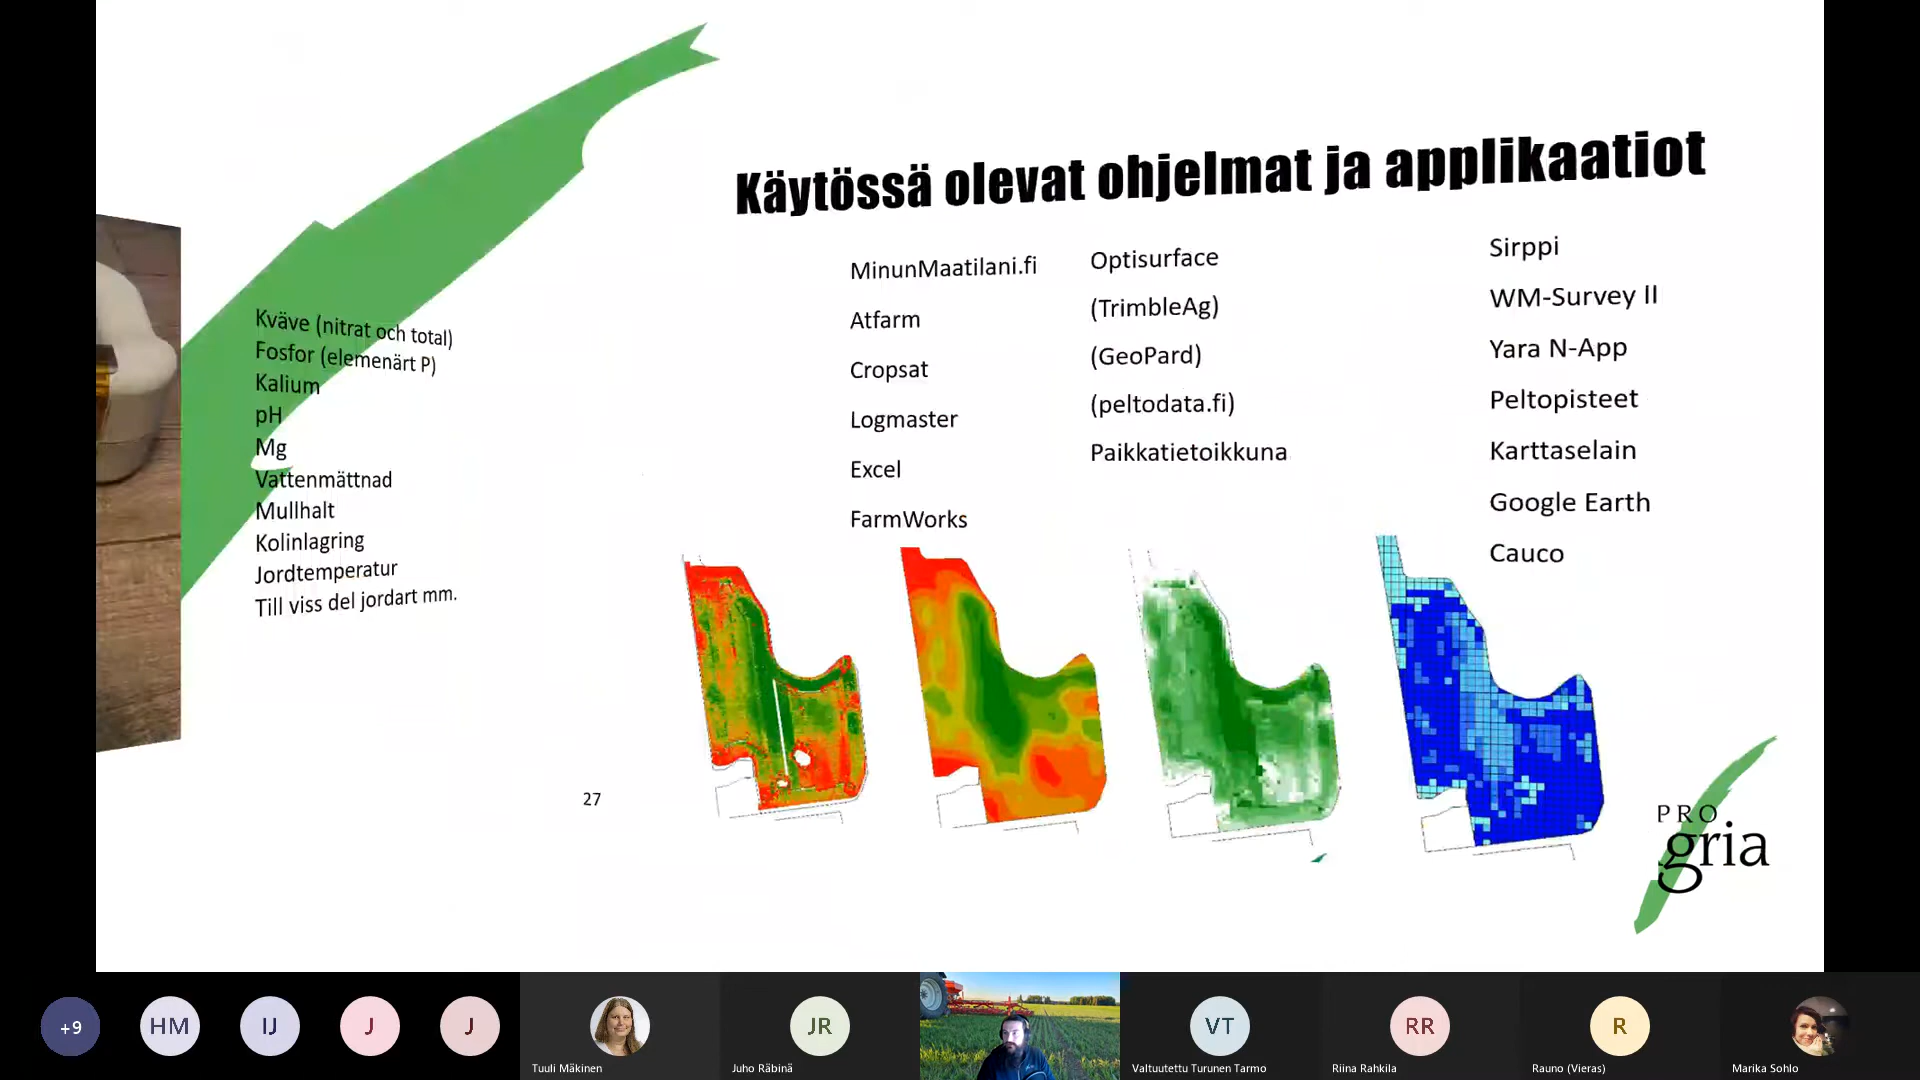 Käytössä olevat ohjelmat ja applikaatiot
Kväve (nitrat och total)
Fosfor (elemenärt P)
Kalium
pH
Mg
Vattenmättnad
Mullhalt
Kolinlagring
Jordtemperatur
Till viss del jordart mm.
MinunMaatilani.fi
Atfarm
Cropsat
Logmaster
Excel
FarmWorks
Optisurface
(TrimbleAg)
(GeoPard)
(peltodata.fi)
Paikkatietoikkuna
Sirppi
WM-Survey II
Yara N-App
Peltopisteet
Karttaselain
Google Earth
Cauco
27
PRO
gria
+9
HM
IJ
J
J
Tuuli Mäkinen
JR
Juho Räbinä
VT
Valtuutettu Turunen Tarmo
RR
Riina Rahkila
R
Rauno (Vieras)
Marika Sohlo